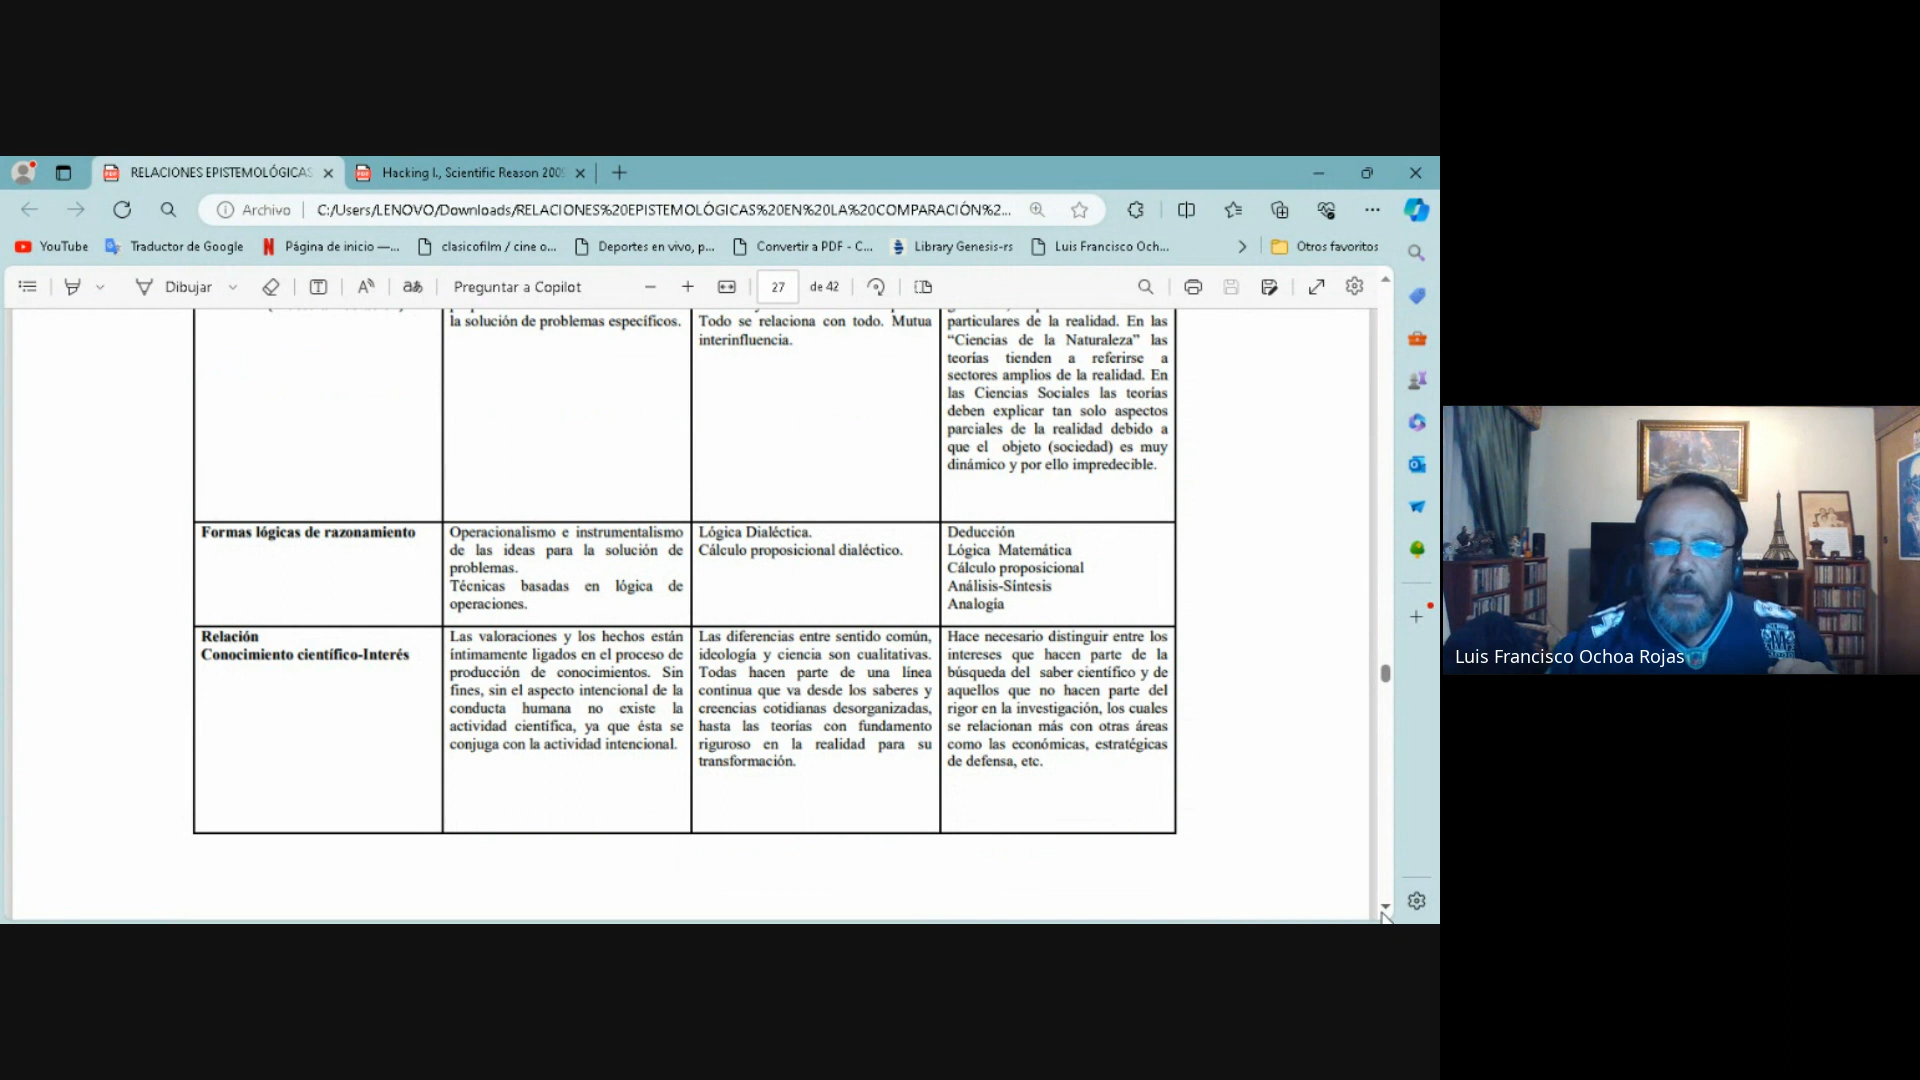 RELACIONES EPISTEMOLÓGICAS
Hacking I., Scientific Reason 2009
Archivo
C:/Users/LENOVO/Downloads/RELACIONES%20EPISTEMOLÓGICAS%20EN%20LA%20COMPARACIÓN%2...
YouTube
Traductor de Google
Página de inicio —...
clasicofilm / cine o...
Deportes en vivo, p...
Convertir a PDF - C...
Library Genesis-rs
Luis Francisco Och...
Otros favoritos
Dibujar
Preguntar a Copilot
27
de 42
la solución de problemas específicos.
Todo se relaciona con todo. Mutua
interinfluencia.
particulares de la realidad. En las
“Ciencias de la Naturaleza” las
teorías tienden a referirse a
sectores amplios de la realidad. En
las Ciencias Sociales las teorías
deben explicar tan solo aspectos
parciales de la realidad debido a
que el objeto (sociedad) es muy
dinámico y por ello impredecible.
Formas lógicas de razonamiento
Operacionalismo e instrumentalismo
de las ideas para la solución de
problemas.
Técnicas basadas en lógica de
operaciones.
Lógica Dialéctica.
Cálculo proposicional dialéctico.
Deducción
Lógica Matemática
Cálculo proposicional
Análisis-Síntesis
Analogía
Relación
Conocimiento científico-Interés
Las valoraciones y los hechos están
íntimamente ligados en el proceso de
producción de conocimientos. Sin
fines, sin el aspecto intencional de la
conducta humana no existe la
actividad científica, ya que ésta se
conjuga con la actividad intencional.
Las diferencias entre sentido común,
ideología y ciencia son cualitativas.
Todas hacen parte de una línea
continua que va desde los saberes y
creencias cotidianas desorganizadas,
hasta las teorías con fundamento
riguroso en la realidad para su
transformación.
Hace necesario distinguir entre los
intereses que hacen parte de la
búsqueda del saber científico y de
aquellos que no hacen parte del
rigor en la investigación, los cuales
se relacionan más con otras áreas
como las económicas, estratégicas
de defensa, etc.
Luis Francisco Ochoa Rojas